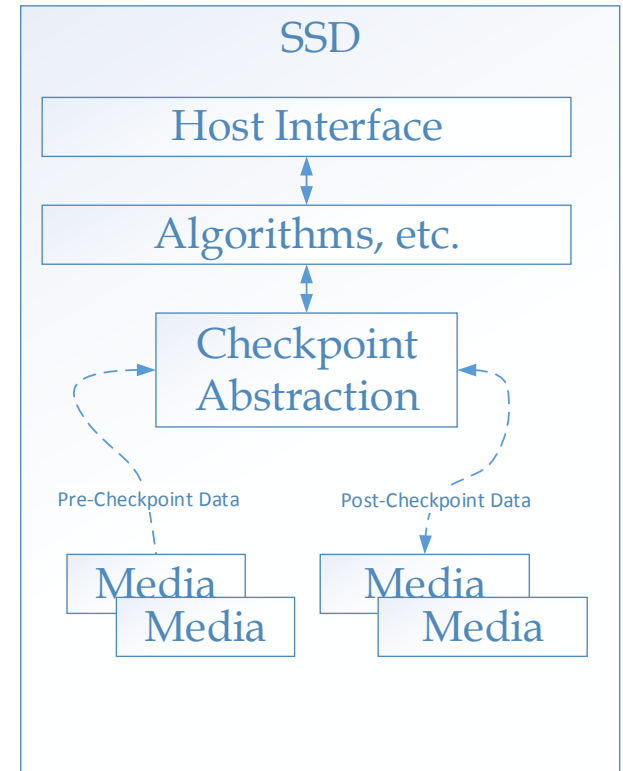 SSD
Host Interface
Algorithms, etc.
Checkpoint
Abstraction
Pre-Checkpoint Data
Post-Checkpoint Data
Media
Media
Media
Media